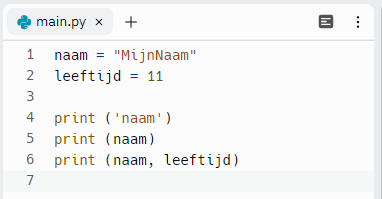 main.py × +
1 naam = "MijnNaam"
2 leeftijd = 11
3
4 print ('naam')
5 print (naam)
6 print (naam, leeftijd)
7